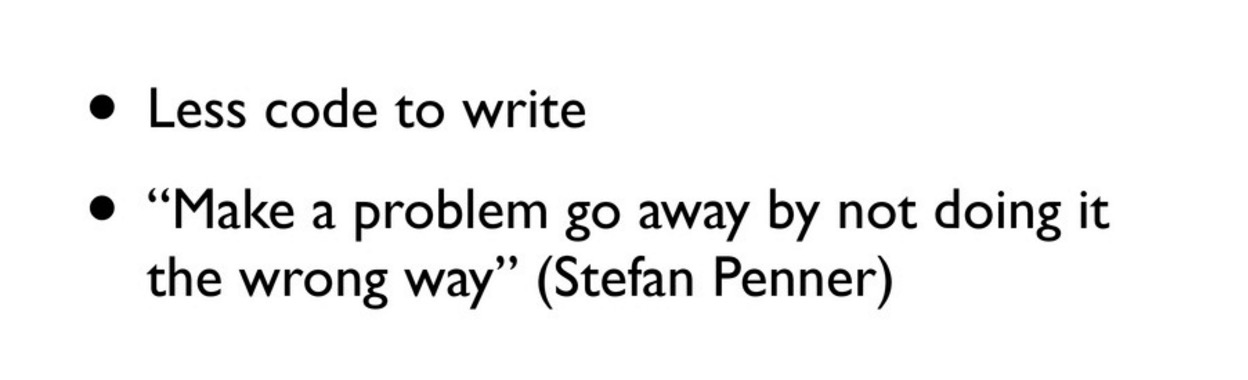 • Less code to write
• “Make a problem go away by not doing it
the wrong way” (Stefan Penner)